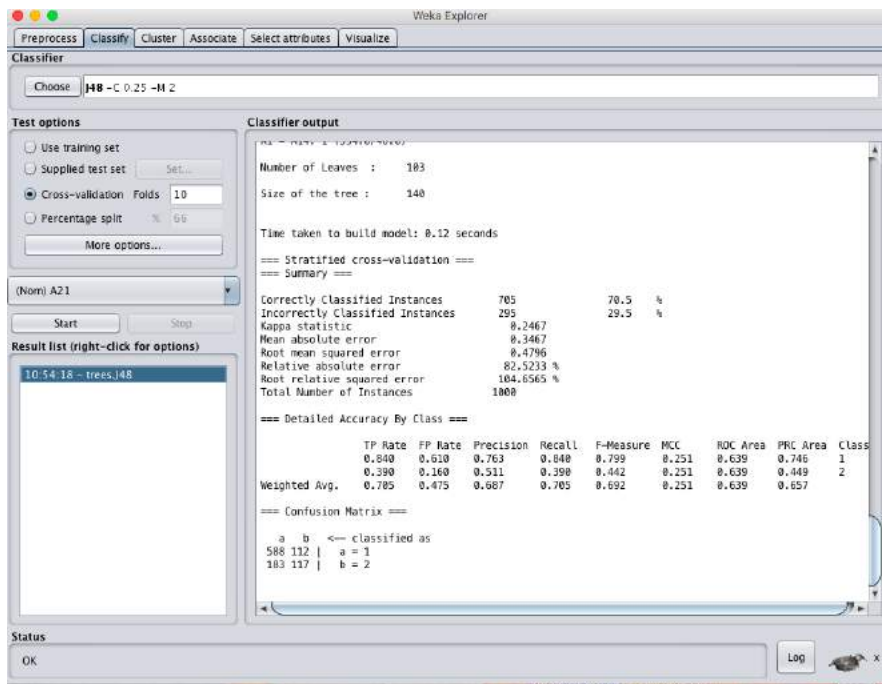 Weka Explorer
Preprocess Classify Cluster Associate Select attributes Visualize
Classifier
Choose J48 -C 0.25 -M 2
Test options
Use training set
Supplied test set Set...
Cross-validation Folds 10
Percentage split % 66
More options...
(Nom) A21
Start Stop
Result list (right-click for options)
10:54:18 - trees.J48
Classifier output
Number of Leaves : 103
Size of the tree : 140
Time taken to build model: 0.12 seconds
=== Stratified cross-validation ===
=== Summary ===
Correctly Classified Instances 705 70.5 %
Incorrectly Classified Instances 295 29.5 %
Kappa statistic 0.2467
Mean absolute error 0.3467
Root mean squared error 0.4796
Relative absolute error 82.5233 %
Root relative squared error 104.6565 %
Total Number of Instances 1000
=== Detailed Accuracy By Class ===
TP Rate FP Rate Precision Recall F-Measure MCC ROC Area PRC Area Class
0.840 0.610 0.763 0.840 0.799 0.251 0.639 0.746 1
0.390 0.160 0.511 0.390 0.442 0.251 0.639 0.449 2
Weighted Avg. 0.705 0.475 0.687 0.705 0.692 0.251 0.639 0.657
=== Confusion Matrix ===
a b <-- classified as
588 112 | a = 1
183 117 | b = 2
Status
OK
Log
x